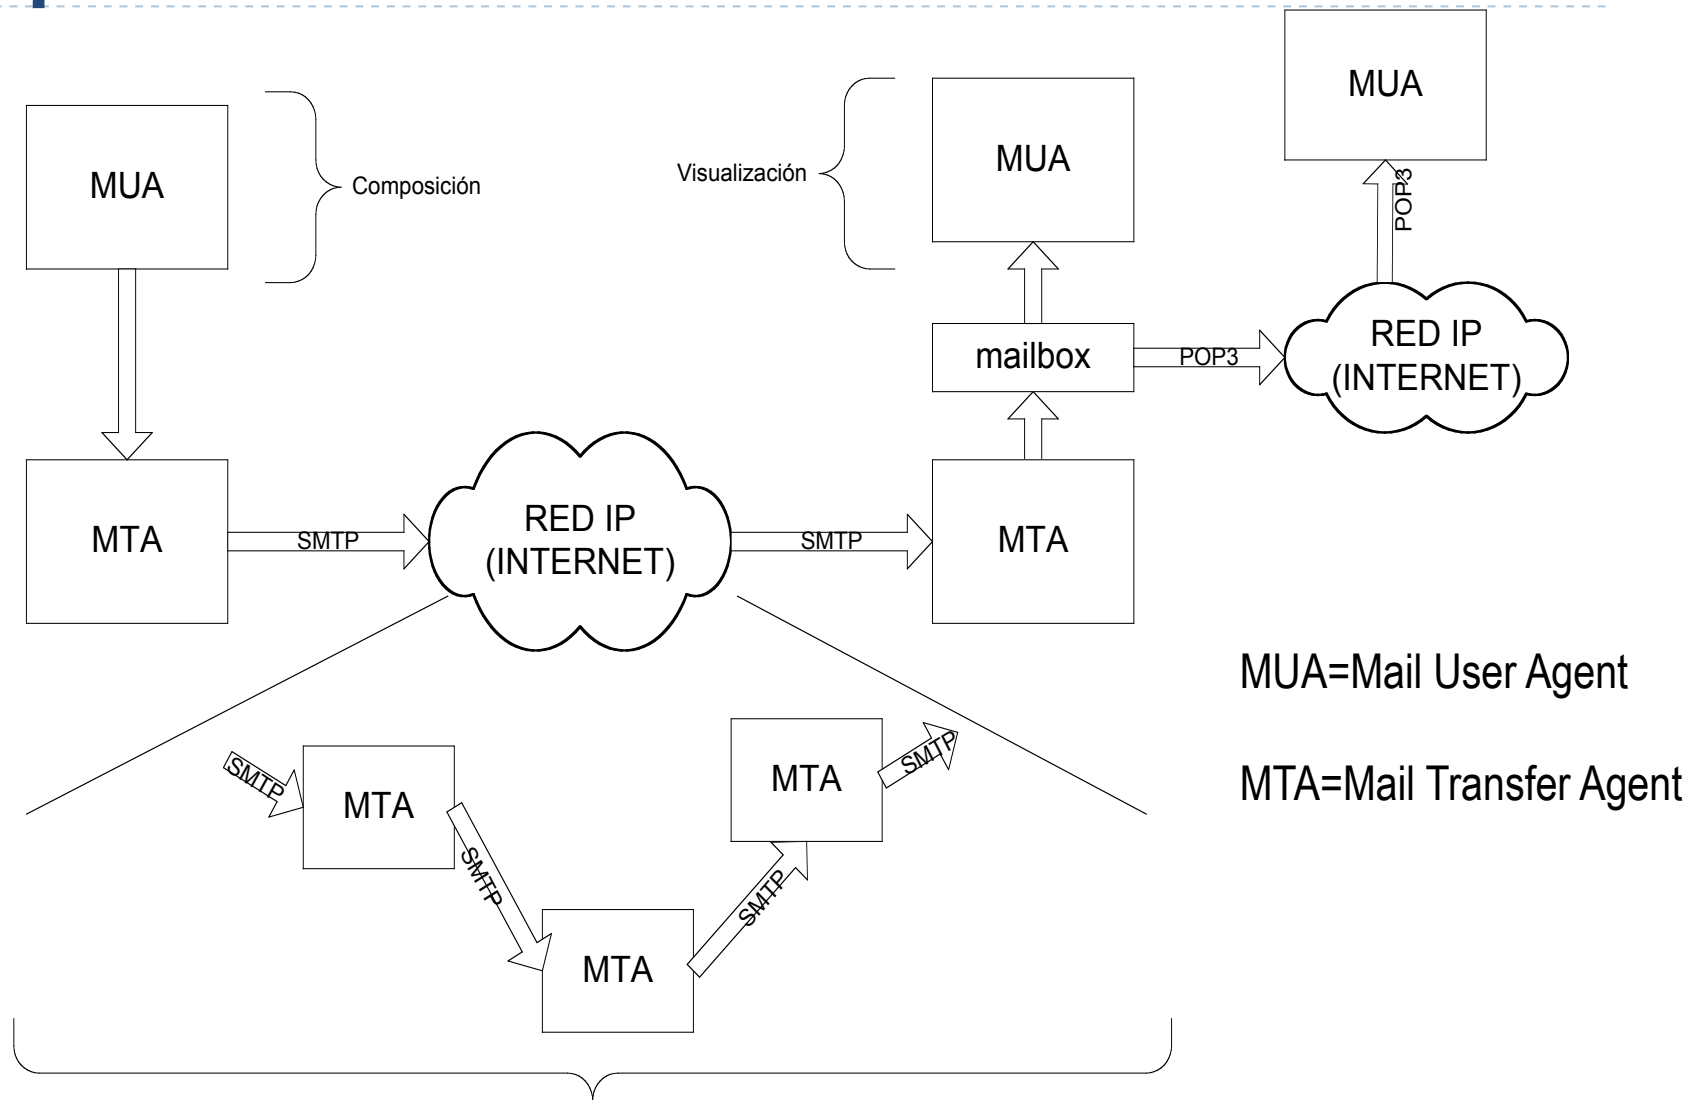 MUA
MUA
MUA
Composición
Visualización
POP3
mailbox
POP3
RED IP
(INTERNET)
MTA
SMTP
RED IP
(INTERNET)
SMTP
MTA
MUA=Mail User Agent
MTA=Mail Transfer Agent
SMTP
MTA
SMTP
MTA
SMTP
MTA
SMTP